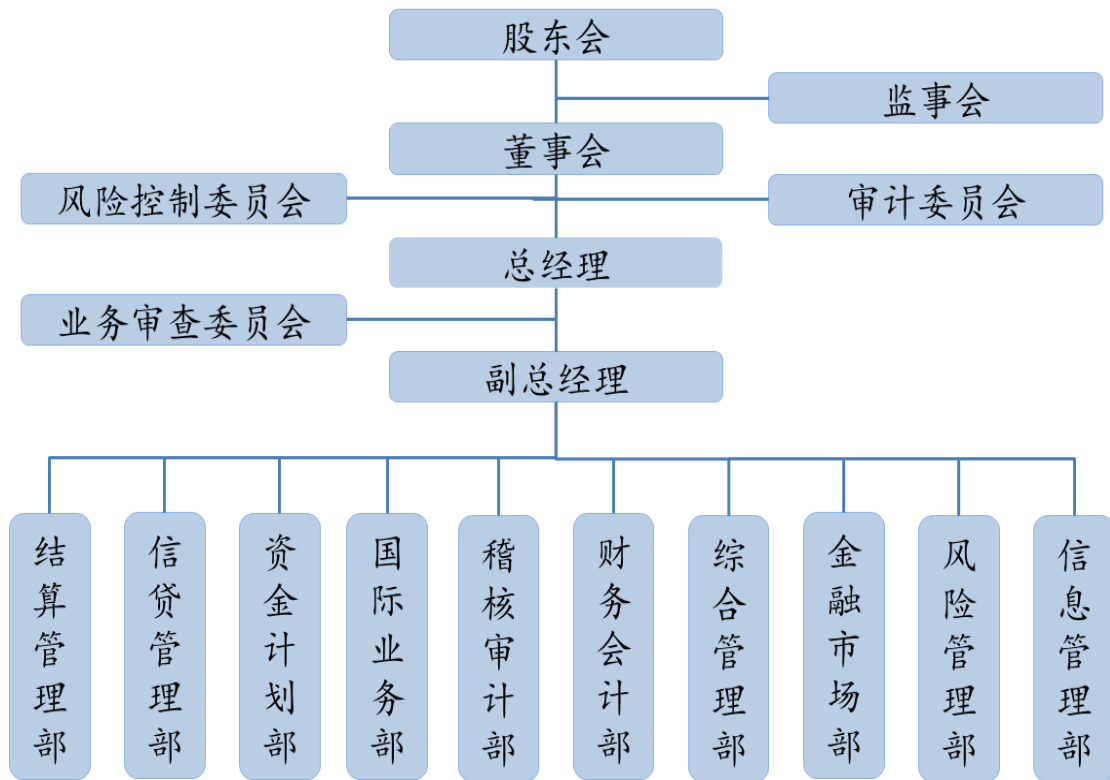 股东会
监事会
董事会
风险控制委员会
审计委员会
总经理
业务审查委员会
副总经理
结算管理部
信贷管理部
资金计划部
国际业务部
稽核审计部
财务会计部
综合管理部
金融市场部
风险管理部
信息管理部